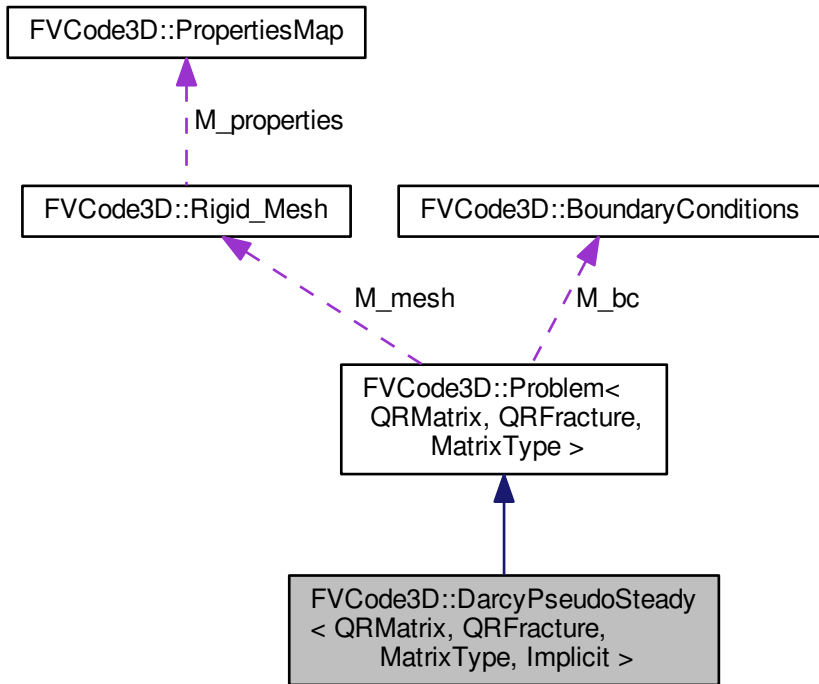 FVCode3D::PropertiesMap
M_properties
FVCode3D::Rigid_Mesh
FVCode3D::BoundaryConditions
M_mesh
M_bc
FVCode3D::Problem<
QRMatrix, QRFracture,
MatrixType >
FVCode3D::DarcyPseudoSteady
< QRMatrix, QRFracture,
MatrixType, Implicit >